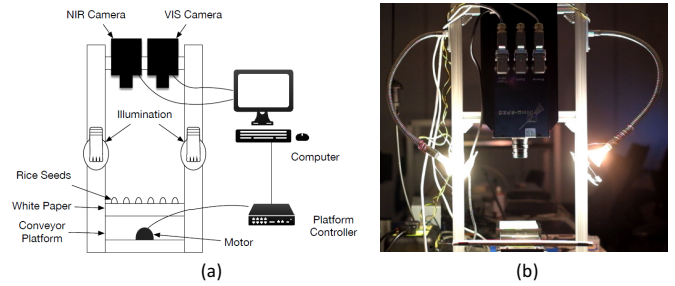 NIR Camera
VIS Camera
Illumination
Computer
Rice Seeds
White Paper
Conveyor
Platform
Motor
Platform
Controller
(a)
(b)